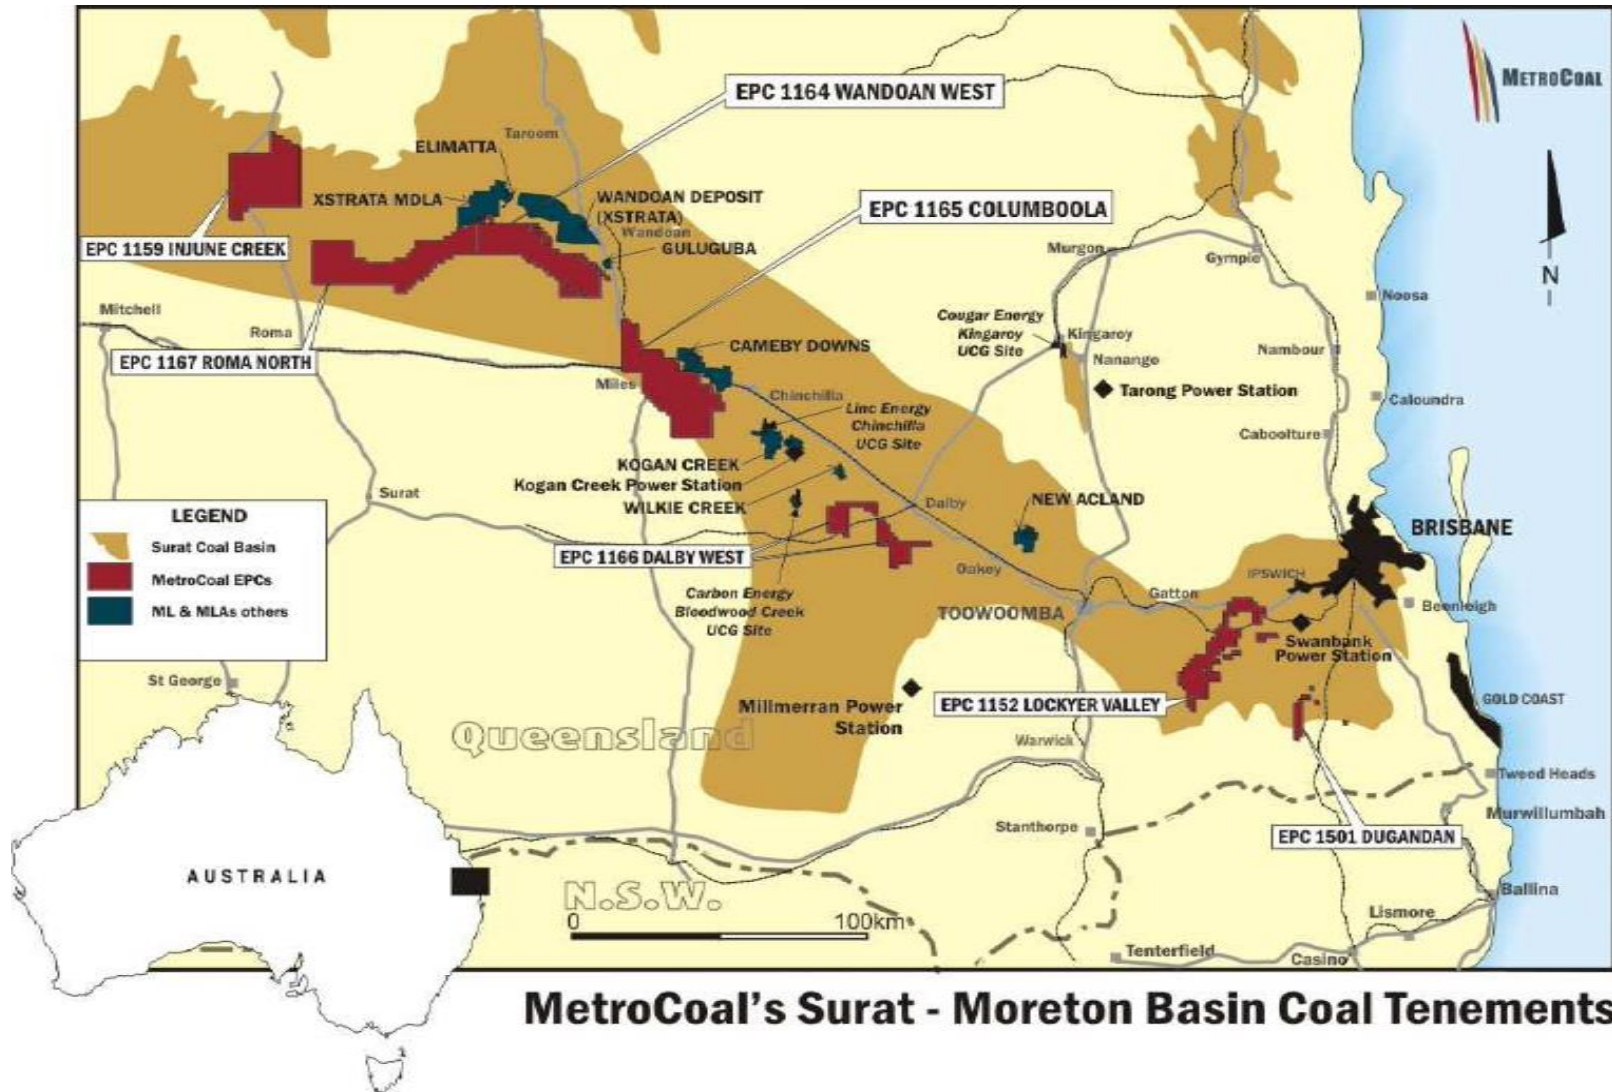 METROCOAL
EPC 1164 WANDOAN WEST
Taroom
ELIMATTA
XSTRATA MDLA
WANDOAN DEPOSIT
(XSTRATA)
Wandoan
GULUGUBA
EPC 1165 COLUMBOOLA
EPC 1159 INJUNE CREEK
Murgon
Gympie
N
Noosa
Mitchell
Roma
Cougar Energy
Kingaroy
UCG Site
Kingaroy
Nanango
Nambour
EPC 1167 ROMA NORTH
CAMEBY DOWNS
Miles
Chinchilla
Tarong Power Station
Caloundra
Linc Energy
Chinchilla
UCG Site
Caboolture
KOGAN CREEK
Kogan Creek Power Station
WILKIE CREEK
Surat
Dalby
NEW ACLAND
BRISBANE
LEGEND
Surat Coal Basin
MetroCoal EPCs
ML & MLAs others
EPC 1166 DALBY WEST
Oakey
IPSWICH
Gatton
Beenleigh
Carbon Energy
Bloodwood Creek
UCG Site
TOOWOOMBA
Swanbank
Power Station
St George
Millmerran Power
Station
EPC 1152 LOCKYER VALLEY
GOLD COAST
Queensland
Warwick
Tweed Heads
Murwillumbah
Stanthorpe
EPC 1501 DUGANDAN
AUSTRALIA
N.S.W.
0 100km
Ballina
Lismore
Tenterfield
Casino
MetroCoal's Surat - Moreton Basin Coal Tenements